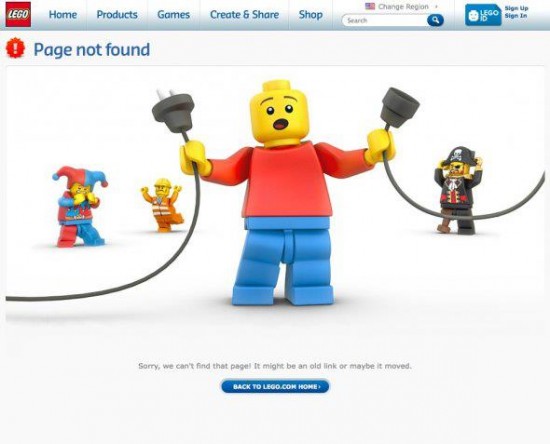 LEGO
Home Products Games Create & Share Shop
Change Region
Search
LEGO ID
Sign Up
Sign In
Page not found
Sorry, we can't find that page! It might be an old link or maybe it moved.
BACK TO LEGO.COM HOME